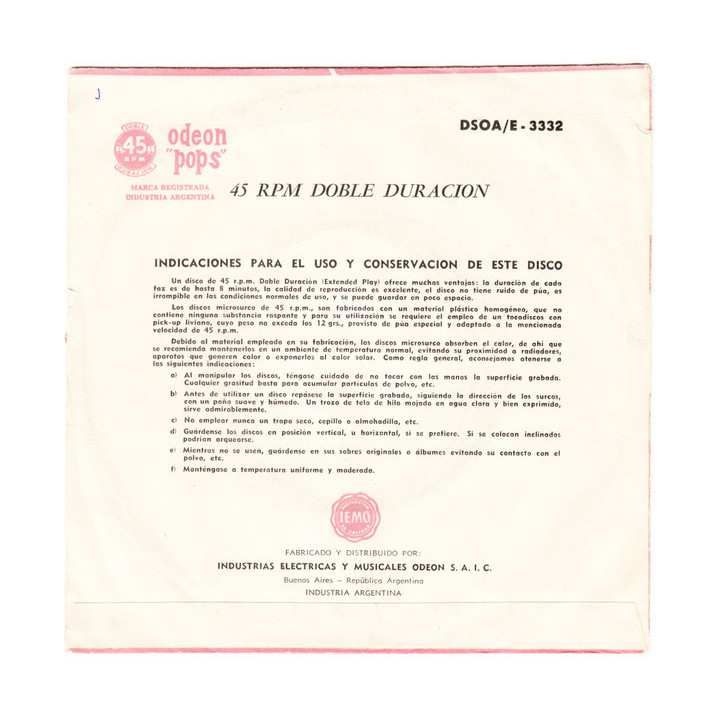 J
DOBLE
"45"
RPM
DURACION
odeon
"pops"
MARCA REGISTRADA
INDUSTRIA ARGENTINA
DSOA/E - 3332
45 RPM DOBLE DURACION
INDICACIONES PARA EL USO Y CONSERVACION DE ESTE DISCO
Un disco de 45 r.p.m. Doble Duración (Extended Play) ofrece muchas ventajas: la duración de cada
faz es de hasta 8 minutos, la calidad de reproducción es excelente, el disco no tiene ruido de púa, es
irrompible en las condiciones normales de uso, y se puede guardar en poco espacio.
Los discos microsurco de 45 r.p.m., son fabricados con un material plástico homogéneo, que no
contiene ninguna substancia raspante y para su utilización se requiere el empleo de un tocadiscos con
pick-up liviano, cuyo peso no exceda los 12 grs., provisto de púa especial y adaptado a la mencionada
velocidad de 45 r.p.m.
Debido al material empleado en su fabricación, los discos microsurco absorben el calor, de ahí que
se recomienda mantenerlos en un ambiente de temperatura normal, evitando su proximidad a radiadores,
aparatos que generen calor o exponerlos al calor solar. Como regla general, aconsejamos atenerse a
las siguientes indicaciones:
a) Al manipular los discos, téngase cuidado de no tocar con las manos la superficie grabada.
Cualquier grasitud basta para acumular partículas de polvo, etc.
b) Antes de utilizar un disco repásese la superficie grabada, siguiendo la dirección de los surcos,
con un paño suave y húmedo. Un trozo de tela de hilo mojado en agua clara y bien exprimido,
sirve admirablemente.
c) No emplear nunca un trapo seco, cepillo o almohadilla, etc.
d) Guárdense los discos en posición vertical, u horizontal, si se prefiere. Si se colocan inclinados
podrían arquearse.
e) Mientras no se usen, guárdense en sus sobres originales o álbumes evitando su contacto con el
polvo, etc.
f) Manténgase a temperatura uniforme y moderada.
IEMO
FABRICADO Y DISTRIBUIDO POR:
INDUSTRIAS ELECTRICAS Y MUSICALES ODEON S. A. I. C.
Buenos Aires – República Argentina
INDUSTRIA ARGENTINA